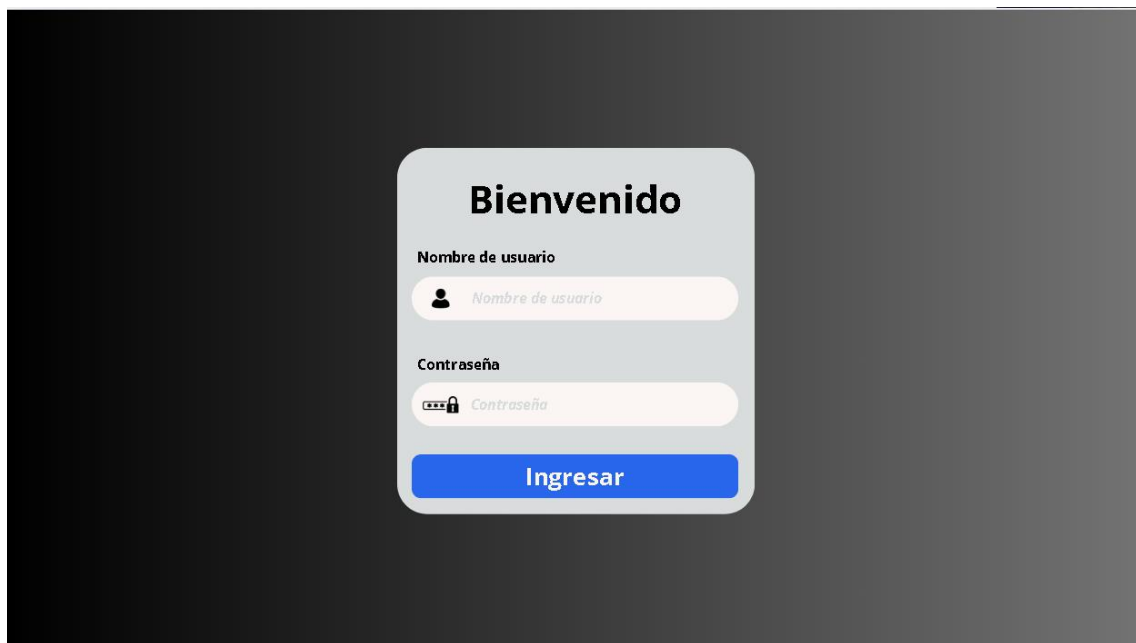 Bienvenido
Nombre de usuario
Nombre de usuario
Contraseña
Contraseña
Ingresar